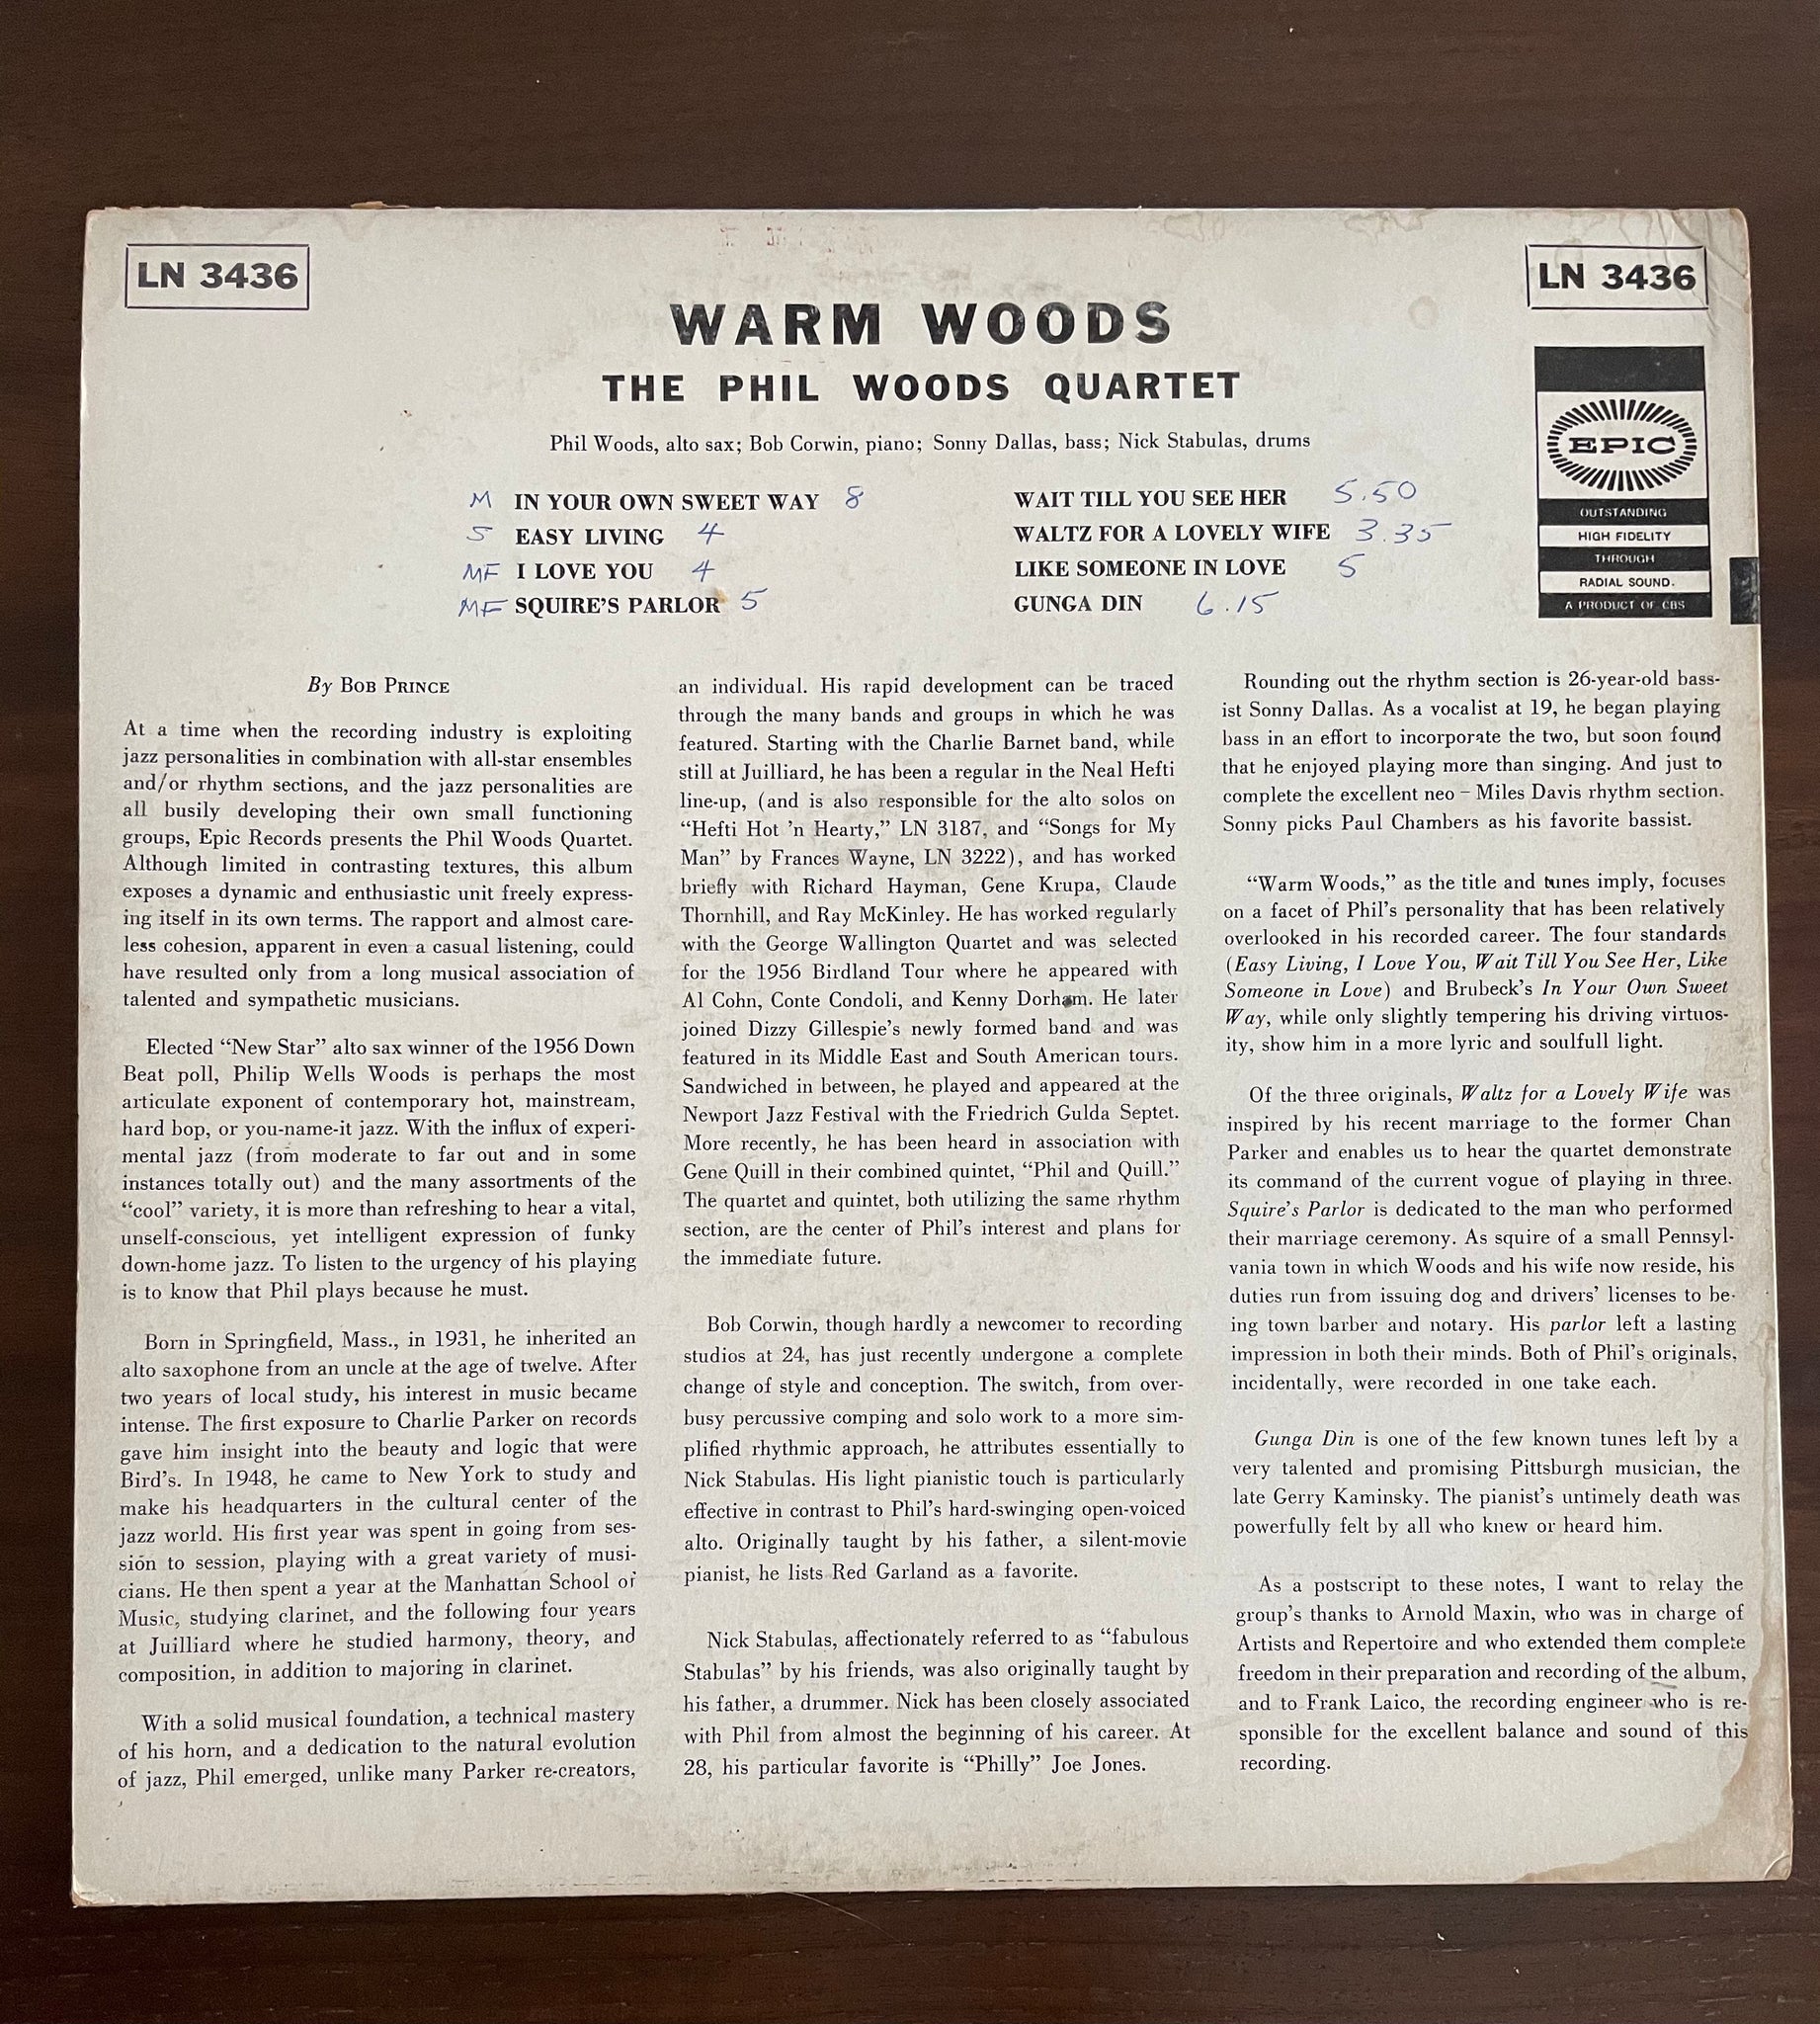 LN 3436
LN 3436
WARM WOODS
THE PHIL WOODS QUARTET
Phil Woods, alto sax; Bob Corwin, piano; Sonny Dallas, bass; Nick Stabulas, drums
M IN YOUR OWN SWEET WAY 8
S EASY LIVING 4
MF I LOVE YOU 4
MF SQUIRE'S PARLOR 5
WAIT TILL YOU SEE HER 5.50
WALTZ FOR A LOVELY WIFE 3.35
LIKE SOMEONE IN LOVE 5
GUNGA DIN 6.15
EPIC
OUTSTANDING
HIGH FIDELITY
THROUGH
RADIAL SOUND.
A PRODUCT OF CBS
By BOB PRINCE
At a time when the recording industry is exploiting
jazz personalities in combination with all-star ensembles
and/or rhythm sections, and the jazz personalities are
all busily developing their own small functioning
groups, Epic Records presents the Phil Woods Quartet.
Although limited in contrasting textures, this album
exposes a dynamic and enthusiastic unit freely express-
ing itself in its own terms. The rapport and almost care-
less cohesion, apparent in even a casual listening, could
have resulted only from a long musical association of
talented and sympathetic musicians.
Elected “New Star” alto sax winner of the 1956 Down
Beat poll, Philip Wells Woods is perhaps the most
articulate exponent of contemporary hot, mainstream,
hard bop, or you-name-it jazz. With the influx of experi-
mental jazz (from moderate to far out and in some
instances totally out) and the many assortments of the
“cool” variety, it is more than refreshing to hear a vital,
unself-conscious, yet intelligent expression of funky
down-home jazz. To listen to the urgency of his playing
is to know that Phil plays because he must.
Born in Springfield, Mass., in 1931, he inherited an
alto saxophone from an uncle at the age of twelve. After
two years of local study, his interest in music became
intense. The first exposure to Charlie Parker on records
gave him insight into the beauty and logic that were
Bird's. In 1948, he came to New York to study and
make his headquarters in the cultural center of the
jazz world. His first year was spent in going from ses-
sion to session, playing with a great variety of musi-
cians. He then spent a year at the Manhattan School of
Music, studying clarinet, and the following four years
at Juilliard where he studied harmony, theory, and
composition, in addition to majoring in clarinet.
With a solid musical foundation, a technical mastery
of his horn, and a dedication to the natural evolution
of jazz, Phil emerged, unlike many Parker re-creators,
an individual. His rapid development can be traced
through the many bands and groups in which he was
featured. Starting with the Charlie Barnet band, while
still at Juilliard, he has been a regular in the Neal Hefti
line-up, (and is also responsible for the alto solos on
“Hefti Hot 'n Hearty,” LN 3187, and “Songs for My
Man” by Frances Wayne, LN 3222), and has worked
briefly with Richard Hayman, Gene Krupa, Claude
Thornhill, and Ray McKinley. He has worked regularly
with the George Wallington Quartet and was selected
for the 1956 Birdland Tour where he appeared with
Al Cohn, Conte Condoli, and Kenny Dorham. He later
joined Dizzy Gillespie's newly formed band and was
featured in its Middle East and South American tours.
Sandwiched in between, he played and appeared at the
Newport Jazz Festival with the Friedrich Gulda Septet.
More recently, he has been heard in association with
Gene Quill in their combined quintet, “Phil and Quill.”
The quartet and quintet, both utilizing the same rhythm
section, are the center of Phil's interest and plans for
the immediate future.
Bob Corwin, though hardly a newcomer to recording
studios at 24, has just recently undergone a complete
change of style and conception. The switch, from over-
busy percussive comping and solo work to a more sim-
plified rhythmic approach, he attributes essentially to
Nick Stabulas. His light pianistic touch is particularly
effective in contrast to Phil's hard-swinging open-voiced
alto. Originally taught by his father, a silent-movie
pianist, he lists Red Garland as a favorite.
Nick Stabulas, affectionately referred to as “fabulous
Stabulas” by his friends, was also originally taught by
his father, a drummer. Nick has been closely associated
with Phil from almost the beginning of his career. At
28, his particular favorite is “Philly” Joe Jones.
Rounding out the rhythm section is 26-year-old bass-
ist Sonny Dallas. As a vocalist at 19, he began playing
bass in an effort to incorporate the two, but soon found
that he enjoyed playing more than singing. And just to
complete the excellent neo – Miles Davis rhythm section.
Sonny picks Paul Chambers as his favorite bassist.
“Warm Woods,” as the title and tunes imply, focuses
on a facet of Phil's personality that has been relatively
overlooked in his recorded career. The four standards
(Easy Living, I Love You, Wait Till You See Her, Like
Someone in Love) and Brubeck's In Your Own Sweet
Way, while only slightly tempering his driving virtuos-
ity, show him in a more lyric and soulfull light.
Of the three originals, Waltz for a Lovely Wife was
inspired by his recent marriage to the former Chan
Parker and enables us to hear the quartet demonstrate
its command of the current vogue of playing in three.
Squire's Parlor is dedicated to the man who performed
their marriage ceremony. As squire of a small Pennsyl-
vania town in which Woods and his wife now reside, his
duties run from issuing dog and drivers' licenses to be-
ing town barber and notary. His parlor left a lasting
impression in both their minds. Both of Phil's originals,
incidentally, were recorded in one take each.
Gunga Din is one of the few known tunes left by a
very talented and promising Pittsburgh musician, the
late Gerry Kaminsky. The pianist's untimely death was
powerfully felt by all who knew or heard him.
As a postscript to these notes, I want to relay the
group's thanks to Arnold Maxin, who was in charge of
Artists and Repertoire and who extended them complete
freedom in their preparation and recording of the album,
and to Frank Laico, the recording engineer who is re-
sponsible for the excellent balance and sound of this
recording.